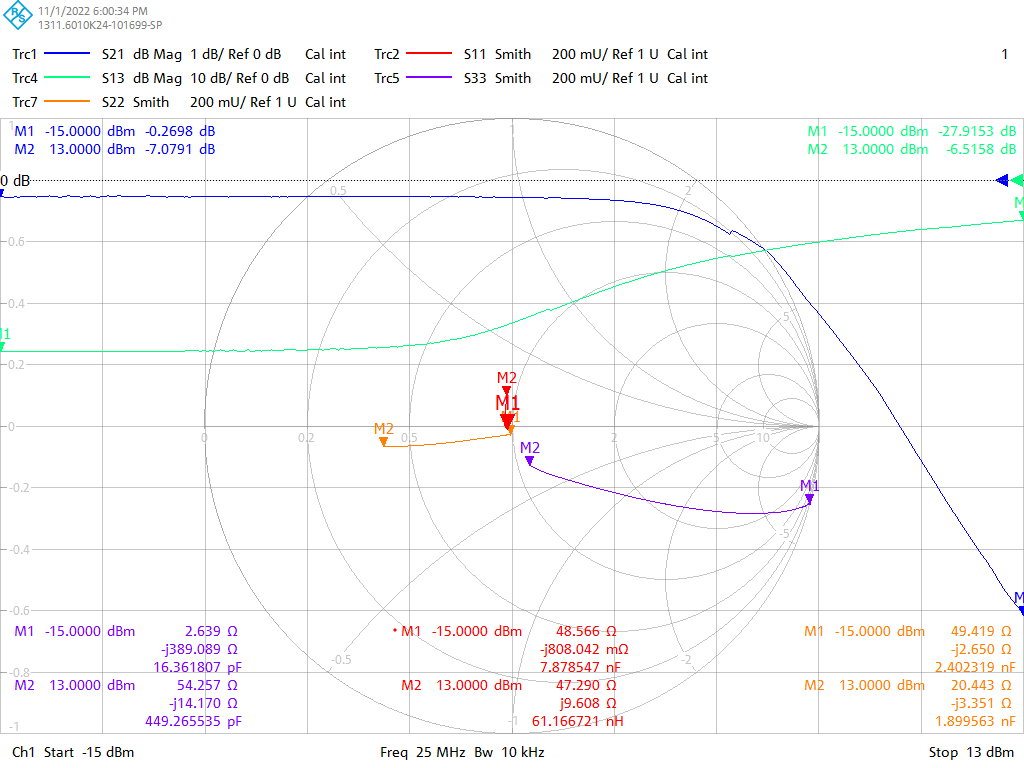 R&S
11/1/2022 6:00:34 PM
1311.6010K24-101699-SP
Trc1 S21 dB Mag 1 dB/ Ref 0 dB Cal int Trc2 S11 Smith 200 mU/ Ref 1 U Cal int 1
Trc4 S13 dB Mag 10 dB/ Ref 0 dB Cal int Trc5 S33 Smith 200 mU/ Ref 1 U Cal int
Trc7 S22 Smith 200 mU/ Ref 1 U Cal int
1 M1 -15.0000 dBm -0.2698 dB 1 M1 -15.0000 dBm -27.9153 dB
M2 13.0000 dBm -7.0791 dB M2 13.0000 dBm -6.5158 dB
0 dB
0.5 2
M
0.6
0.4
5
M1
0.2
M2
M1
M2
0
0 0.2 0.5 2 5 10
M2
-0.2
M1
-5
-0.4
-0.6
M
M1 -15.0000 dBm 2.639 Ω M1 -15.0000 dBm 48.566 Ω M1 -15.0000 dBm 49.419 Ω
-j389.089 Ω -j808.042 mΩ -j2.650 Ω
-0.5 -2
-0.8 16.361807 pF 7.878547 nF 2.402319 nF
M2 13.0000 dBm 54.257 Ω M2 13.0000 dBm 47.290 Ω M2 13.0000 dBm 20.443 Ω
-j14.170 Ω j9.608 Ω -j3.351 Ω
-1 449.265535 pF -1 61.166721 nH 1.899563 nF
Ch1 Start -15 dBm Freq 25 MHz Bw 10 kHz Stop 13 dBm